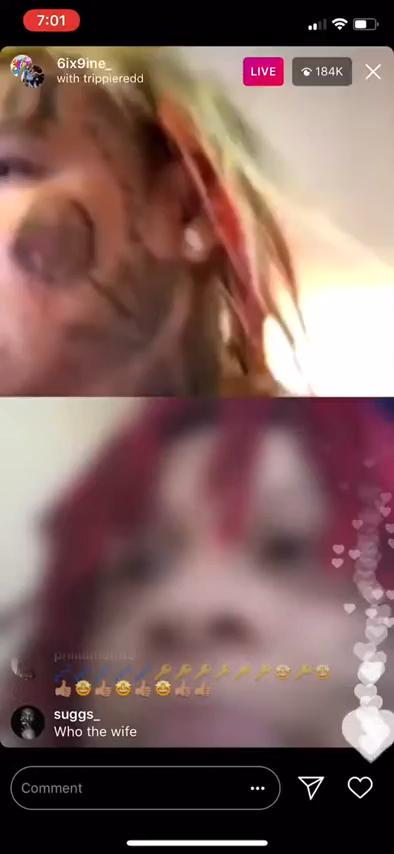 7:01
6ix9ine_
with trippieredd
LIVE
184K
suggs_
Who the wife
Comment